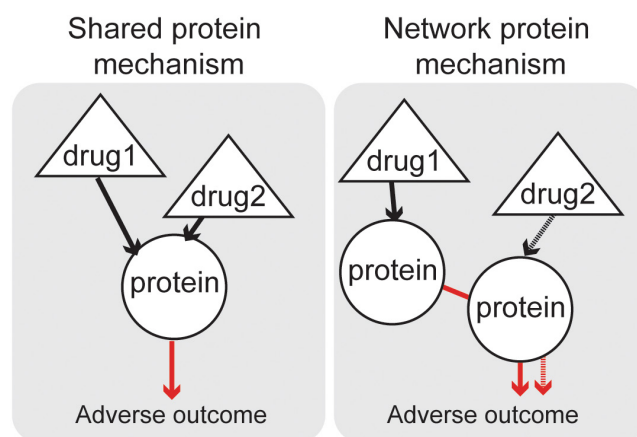 Shared protein
mechanism
drug1
drug2
protein
Adverse outcome
Network protein
mechanism
drug1
drug2
protein
protein
Adverse outcome